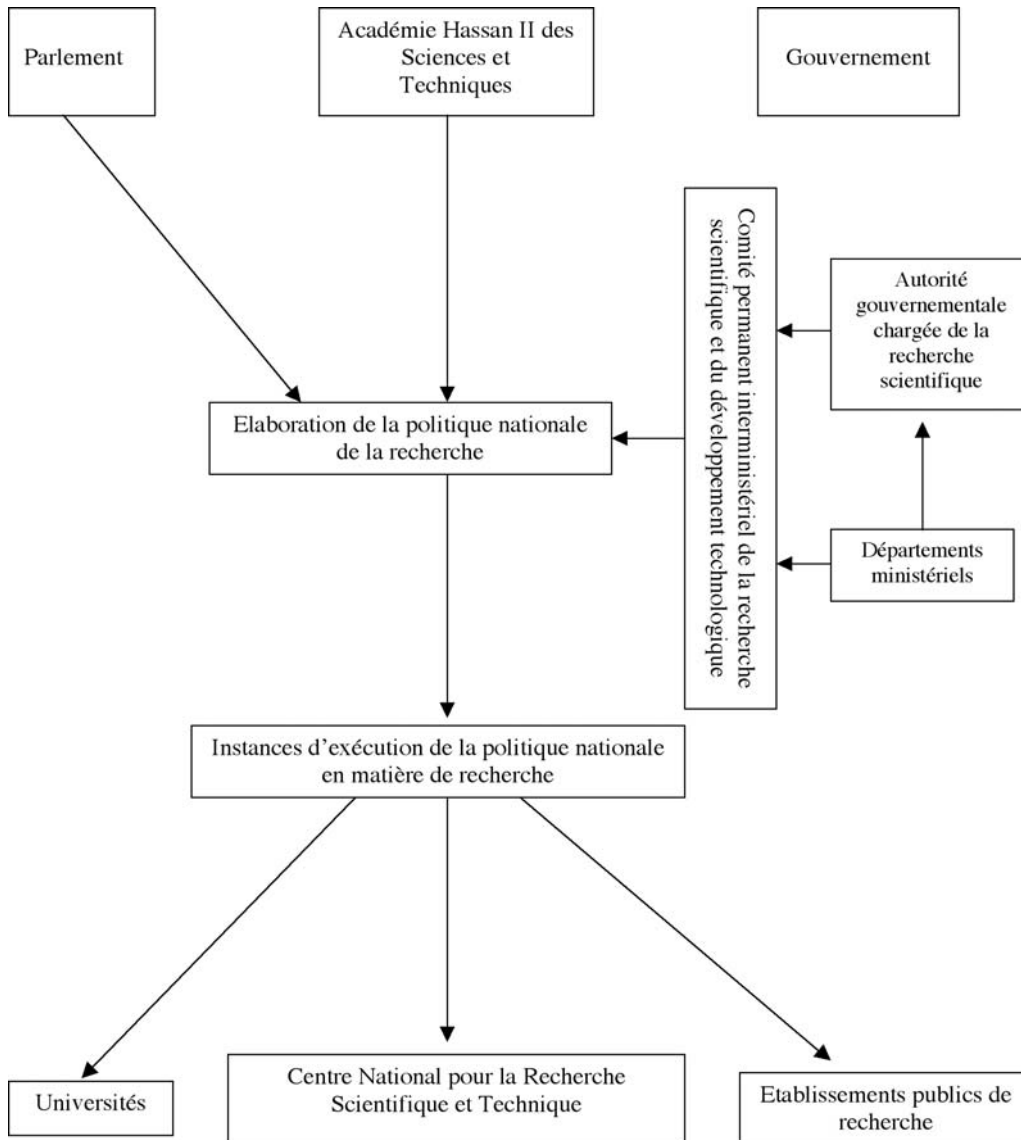 Parlement
Académie Hassan II des
Sciences et
Techniques
Gouvernement
Comité permanent interministériel de la recherche
scientifique et du développement technologique
Autorité
gouvernementale
chargée de la
recherche
scientifique
Elaboration de la politique nationale
de la recherche
Départements
ministériels
Instances d’exécution de la politique nationale
en matière de recherche
Universités
Centre National pour la Recherche
Scientifique et Technique
Etablissements publics de
recherche